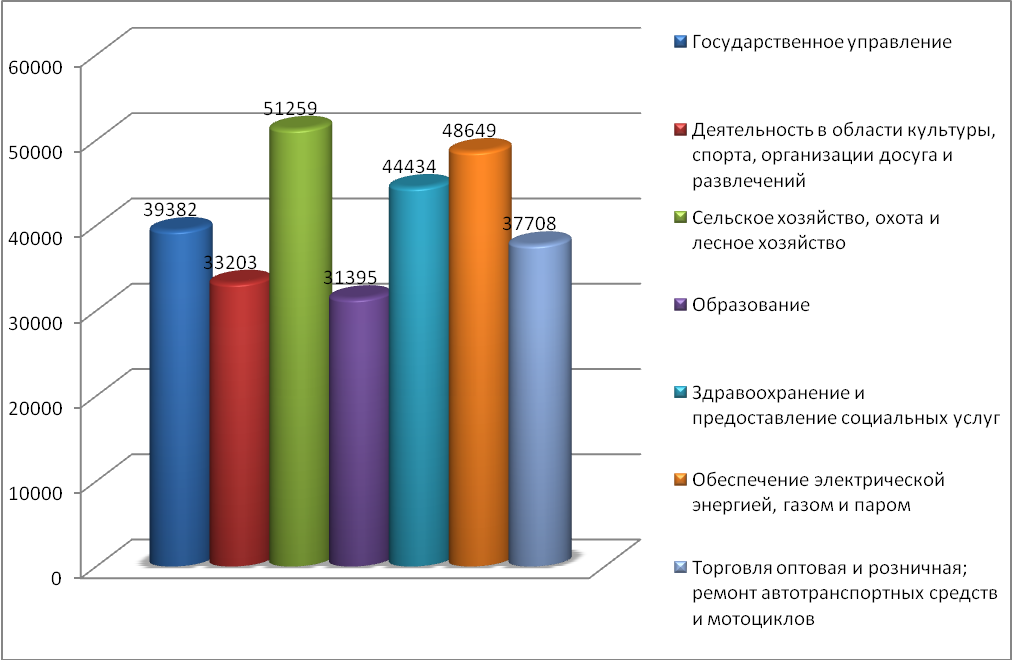 60000
50000
40000
30000
20000
10000
0
39382
33203
51259
31395
44434
48649
37708
Государственное управление
Деятельность в области культуры,
спорта, организации досуга и
развлечений
Сельское хозяйство, охота и
лесное хозяйство
Образование
Здравоохранение и
предоставление социальных услуг
Обеспечение электрической
энергией, газом и паром
Торговля оптовая и розничная;
ремонт автотранспортных средств
и мотоциклов